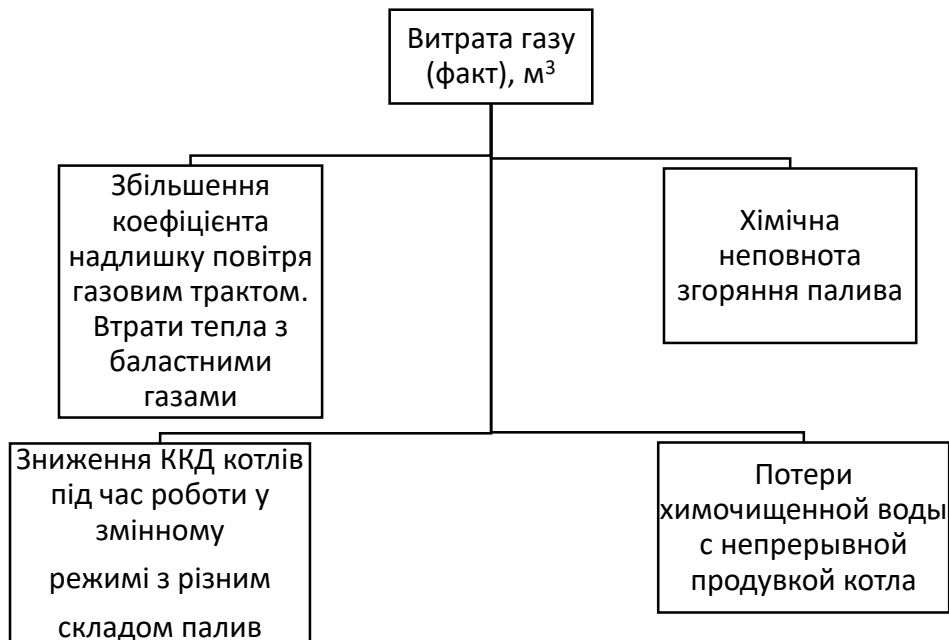 Витрата газу
(факт), м³
Збільшення
коефіцієнта
надлишку повітря
газовим трактом.
Втрати тепла з
баластними
газами
Хімічна
неповнота
згоряння палива
Зниження ККД котлів
під час роботи у
змінному
режимі з різним
складом палив
Потери
химочищенной воды
с непрерывной
продувкой котла